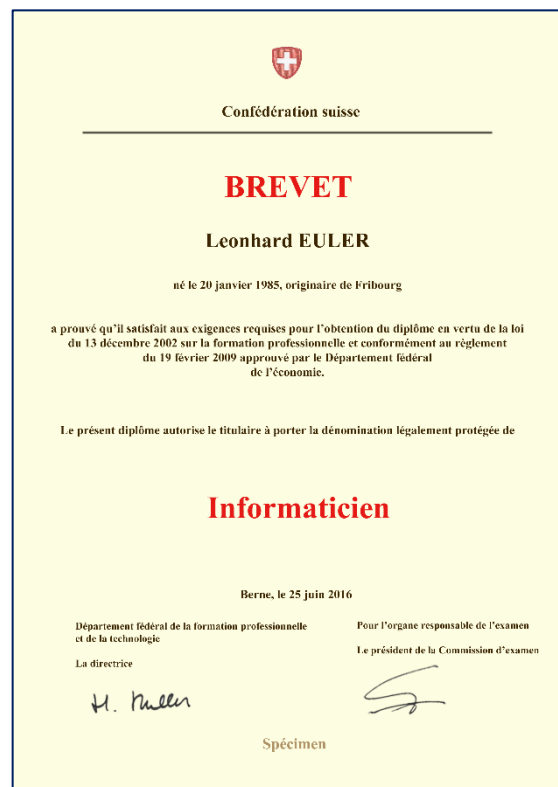 Confédération suisse
BREVET
Leonhard EULER
né le 20 janvier 1985, originaire de Fribourg
a prouvé qu'il satisfait aux exigences requises pour l'obtention du diplôme en vertu de la loi
du 13 décembre 2002 sur la formation professionnelle et conformément au règlement
du 19 février 2009 approuvé par le Département fédéral
de l'économie.
Le présent diplôme autorise le titulaire à porter la dénomination légalement protégée de
Informaticien
Berne, le 25 juin 2016
Département fédéral de la formation professionnelle
et de la technologie
La directrice
H. Muller
Pour l'organe responsable de l'examen
Le président de la Commission d'examen
Spécimen